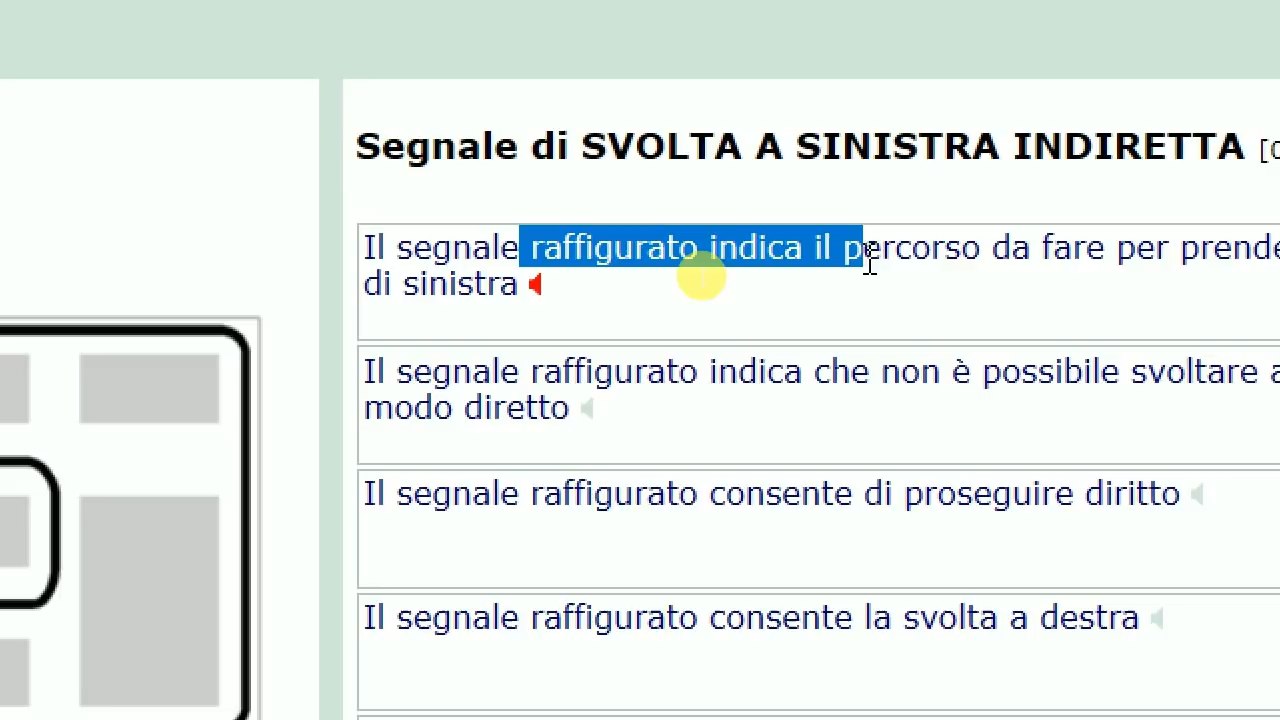 Segnale di SVOLTA A SINISTRA INDIRETTA
Il segnale raffigurato indica il percorso da fare per
di sinistra
Il segnale raffigurato indica che non è possibile svoltare
modo diretto
Il segnale raffigurato consente di proseguire diritto
Il segnale raffigurato consente la svolta a destra